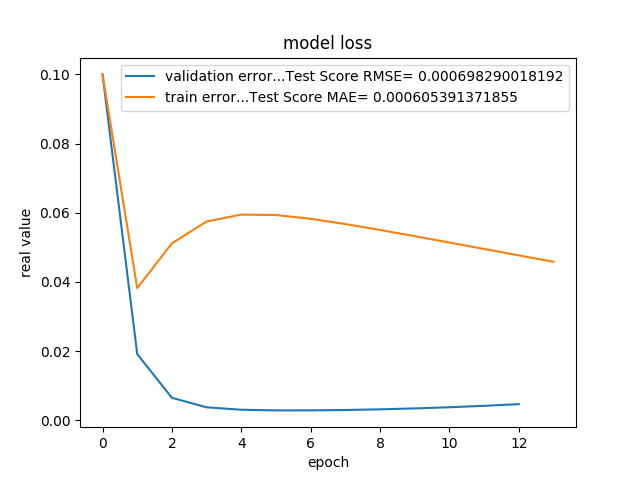 model loss
validation error...Test Score RMSE= 0.000698290018192
train error...Test Score MAE= 0.000605391371855
0.10
0.08
0.06
0.04
0.02
0.00
real value
0 2 4 6 8 10 12
epoch